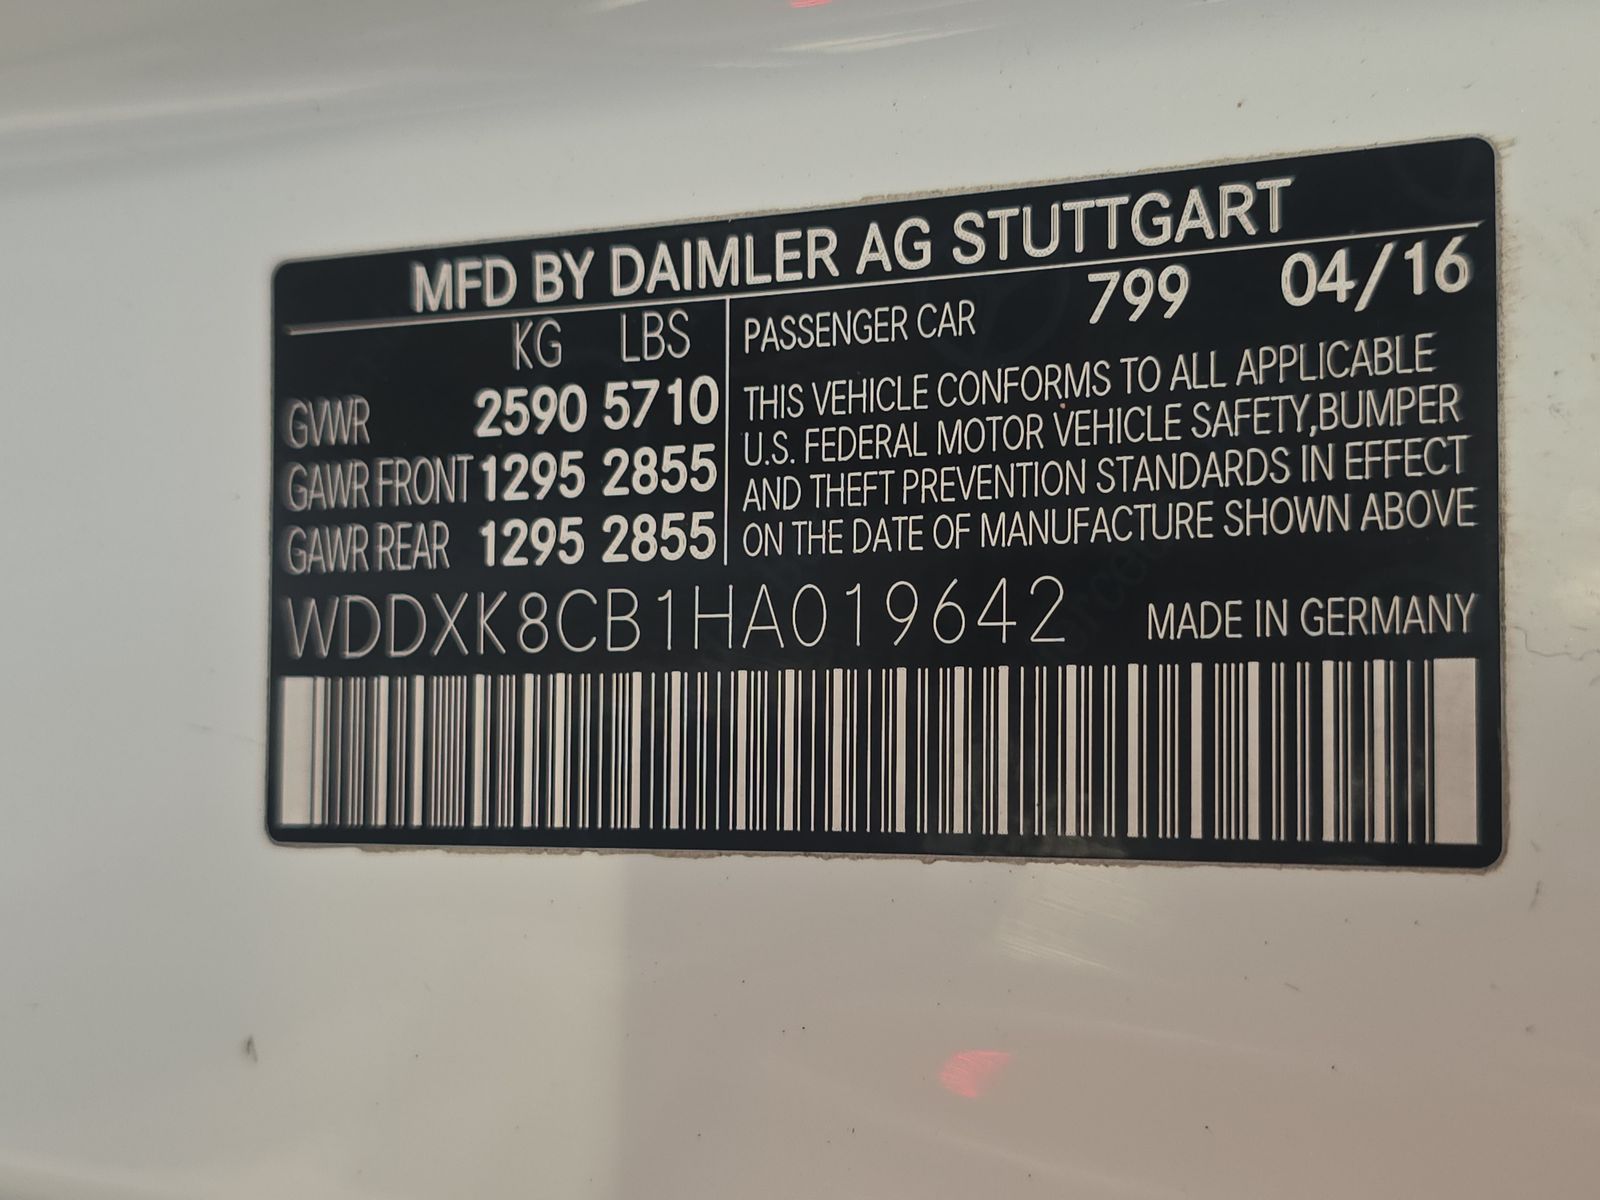 MFD BY DAIMLER AG STUTTGART
KG LBS
GVWR 2590 5710
GAWR FRONT 1295 2855
GAWR REAR 1295 2855
PASSENGER CAR 799 04/16
THIS VEHICLE CONFORMS TO ALL APPLICABLE
U.S. FEDERAL MOTOR VEHICLE SAFETY,BUMPER
AND THEFT PREVENTION STANDARDS IN EFFECT
ON THE DATE OF MANUFACTURE SHOWN ABOVE
WDDXK8CB1HA019642 MADE IN GERMANY